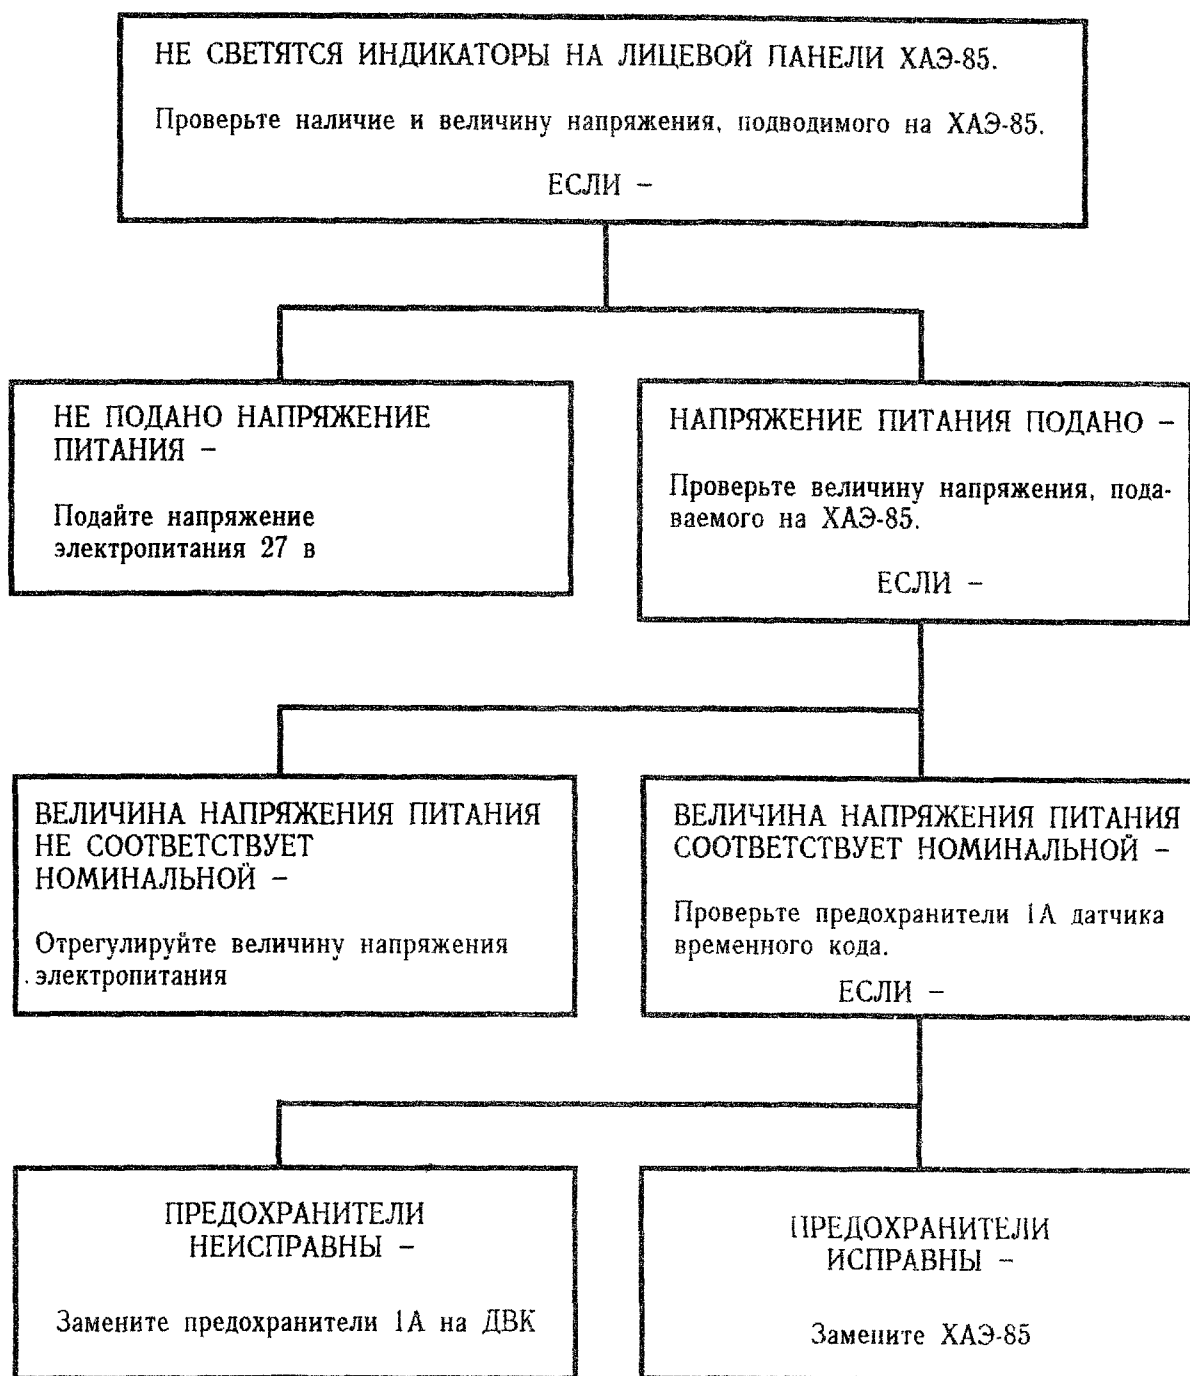 НЕ СВЕТЯТСЯ ИНДИКАТОРЫ НА ЛИЦЕВОЙ ПАНЕЛИ ХАЭ-85.
Проверьте наличие и величину напряжения, подводимого на ХАЭ-85.
ЕСЛИ –
НЕ ПОДАНО НАПРЯЖЕНИЕ
ПИТАНИЯ –
Подайте напряжение
электропитания 27 в
НАПРЯЖЕНИЕ ПИТАНИЯ ПОДАНО –
Проверьте величину напряжения, пода-
ваемого на ХАЭ-85.
ЕСЛИ –
ВЕЛИЧИНА НАПРЯЖЕНИЯ ПИТАНИЯ
НЕ СООТВЕТСТВУЕТ
НОМИНАЛЬНОЙ –
Отрегулируйте величину напряжения
электропитания
ВЕЛИЧИНА НАПРЯЖЕНИЯ ПИТАНИЯ
СООТВЕТСТВУЕТ НОМИНАЛЬНОЙ –
Проверьте предохранители 1А датчика
временного кода.
ЕСЛИ –
ПРЕДОХРАНИТЕЛИ
НЕИСПРАВНЫ –
Замените предохранители 1А на ДВК
ПРЕДОХРАНИТЕЛИ
ИСПРАВНЫ –
Замените ХАЭ-85